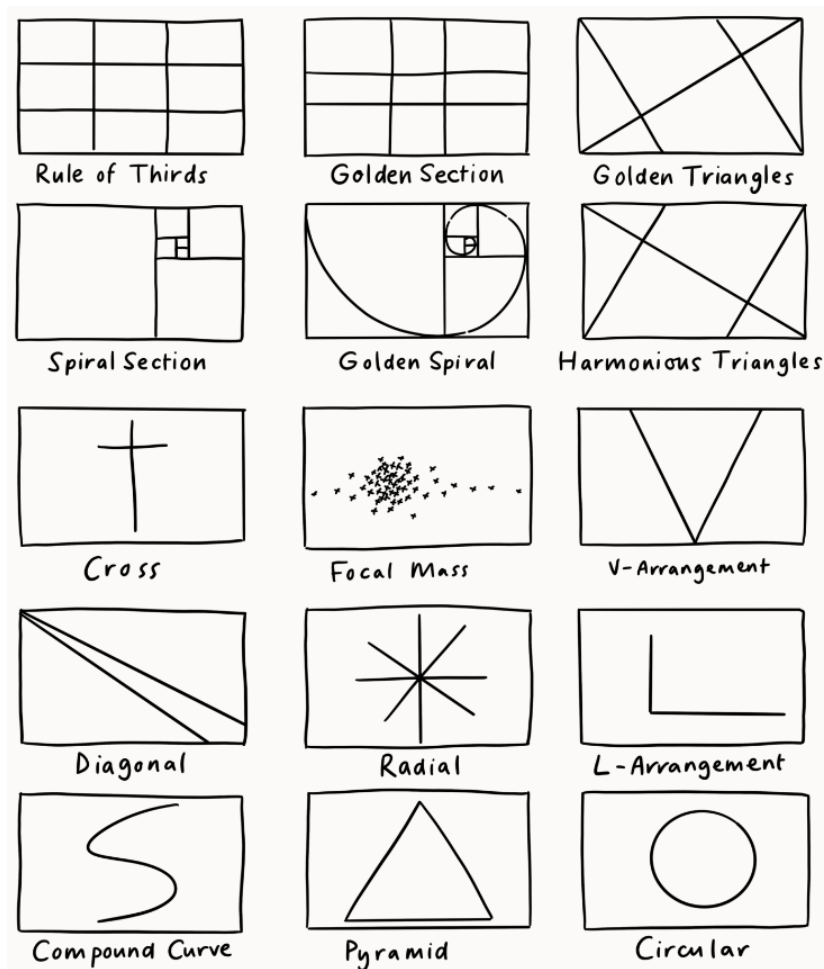 Rule of Thirds
Golden Section
Golden Triangles
Spiral Section
Golden Spiral
Harmonious Triangles
Cross
Focal Mass
V-Arrangement
Diagonal
Radial
L-Arrangement
Compound Curve
Pyramid
Circular